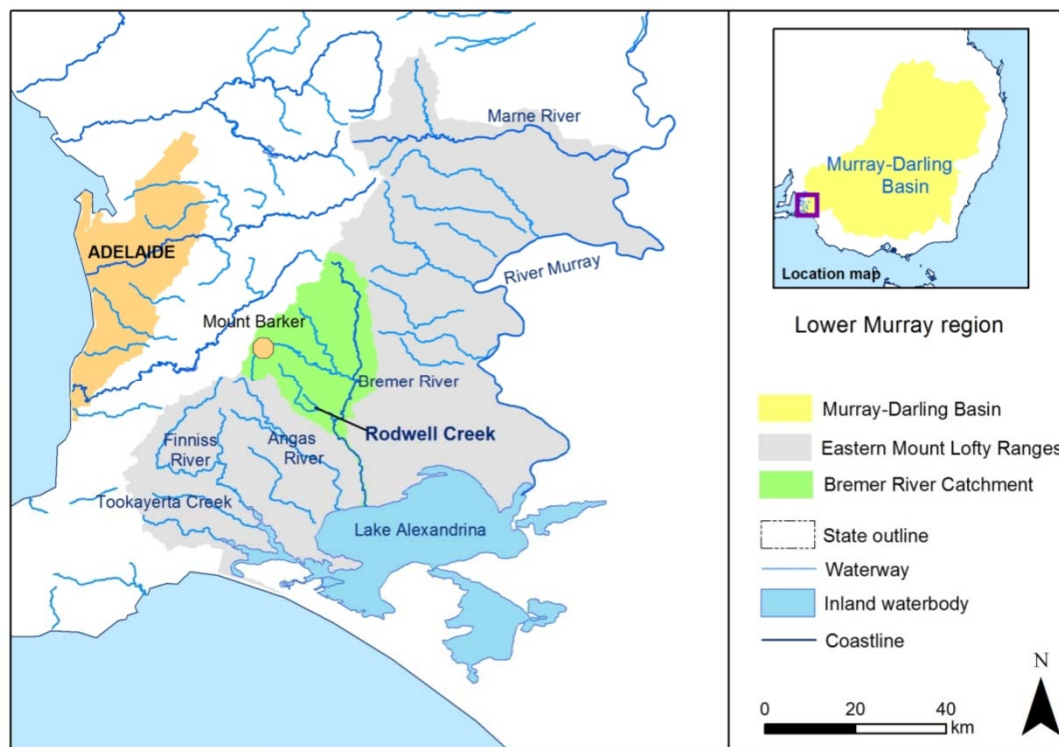 Marne River
ADELAIDE
River Murray
Mount Barker
Bremer River
Rodwell Creek
Finniss
River
Angas
River
Tookayerta Creek
Lake Alexandrina
Murray-Darling
Basin
Location map
Lower Murray region
Murray-Darling Basin
Eastern Mount Lofty Ranges
Bremer River Catchment
State outline
Waterway
Inland waterbody
Coastline
N
0 20 40
km